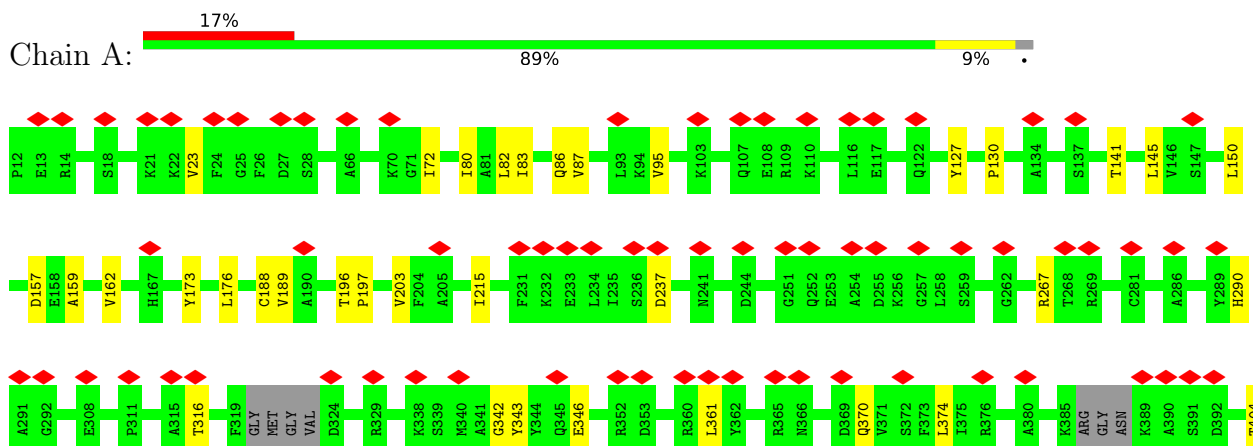 17%
Chain A:
89% 9% •
P12 E13 R14 S18 K21 K22 V23 F24 G25 F26 D27 S28 A66 K70 G71 I72 I80 A81 L82 I83 Q86 V87 L93 K94 V95 K103 Q107 E108 R109 K110 L116 E117 Q122 Y127 P130 A134 S137 T141 L145 V146 S147 L150
D157 E158 A159 V162 H167 Y173 L176 C188 V189 A190 T196 P197 V203 F204 A205 I215 F231 K232 E233 L234 I235 S236 D237 N241 D244 G251 Q252 E253 A254 D255 K256 G257 L258 S259 G262 R267 T268 R269 C281 A286 Y289 H290
A291 G292 E308 P311 A315 T316 F319 GLY MET GLY VAL D324 R329 K338 S339 M340 A341 G342 Y343 Y344 Q345 E346 R352 D353 R360 L361 Y362 R365 N366 D369 Q370 V371 S372 F373 L374 I375 R376 A380 K385 ARG GLY ASN K389 A390 S391 D392